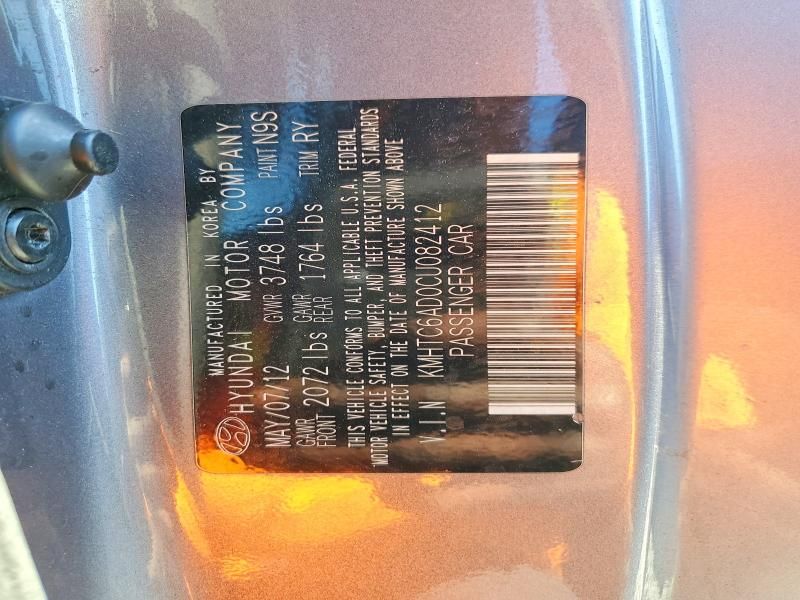 MANUFACTURED IN KOREA BY
HYUNDAI MOTOR COMPANY
MAY/07/12 GVWR 3748 lbs PAINT N9S
GAWR FRONT 2072 lbs GAWR REAR 1764 lbs TRIM RY
THIS VEHICLE CONFORMS TO ALL APPLICABLE U.S.A. FEDERAL
MOTOR VEHICLE SAFETY, BUMPER, AND THEFT PREVENTION STANDARDS
IN EFFECT ON THE DATE OF MANUFACTURE SHOWN ABOVE
V.I.N KMHTC6AD0CU082412
PASSENGER CAR